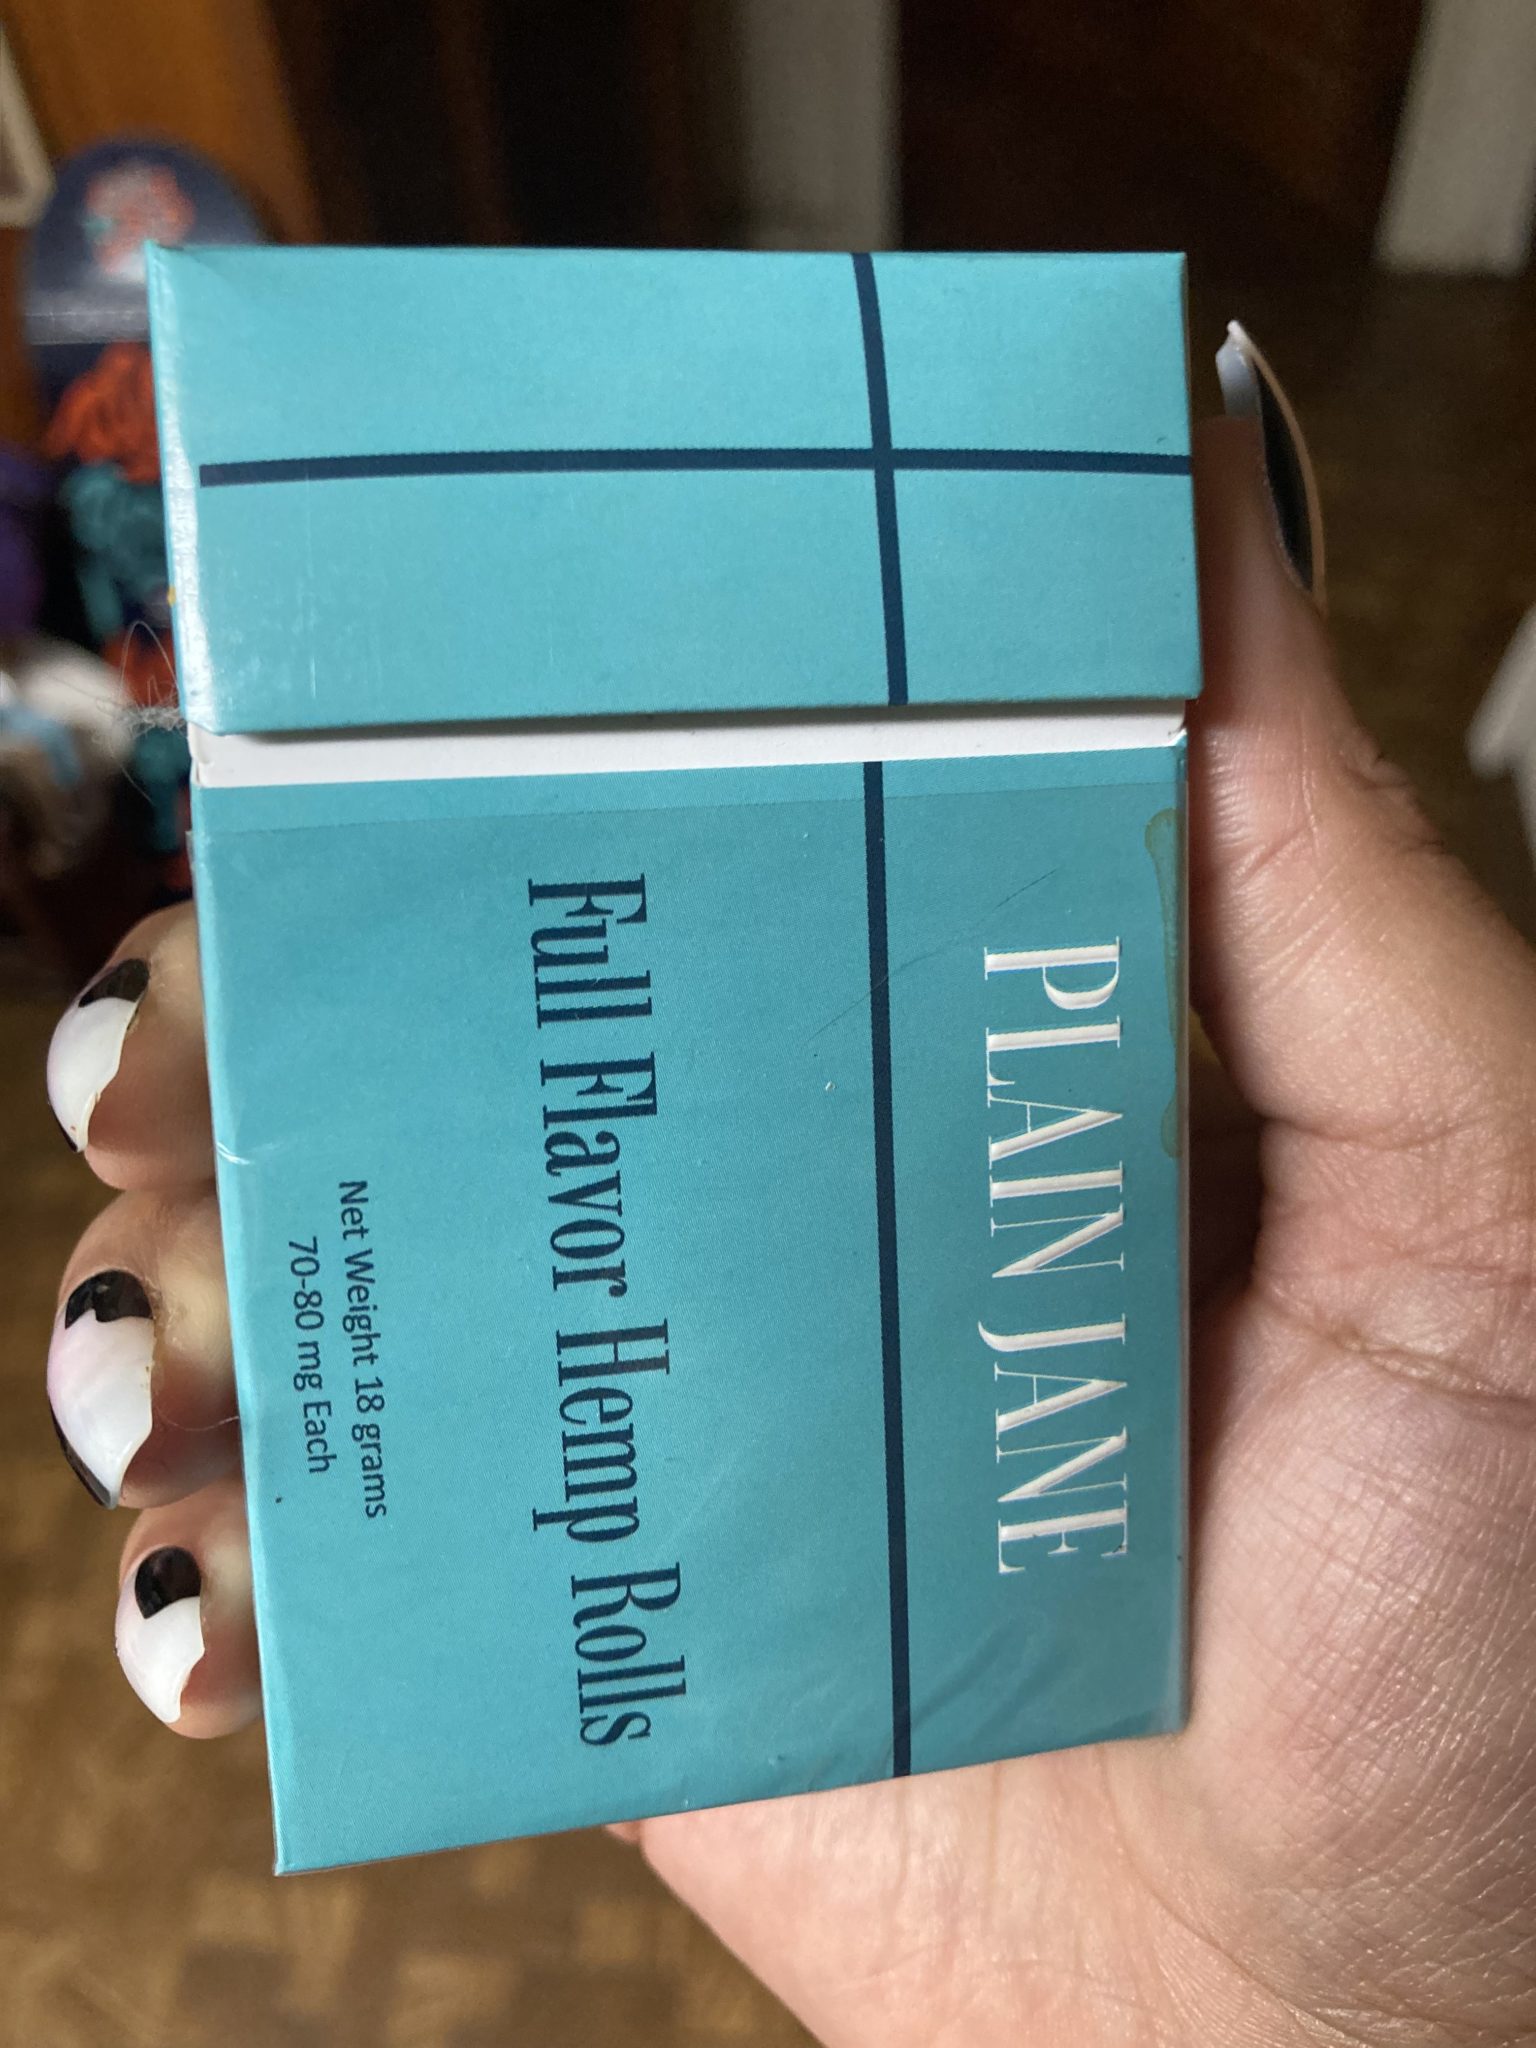 PLAIN JANE
Full Flavor Hemp Rolls
Net Weight 18 grams
70-80 mg Each